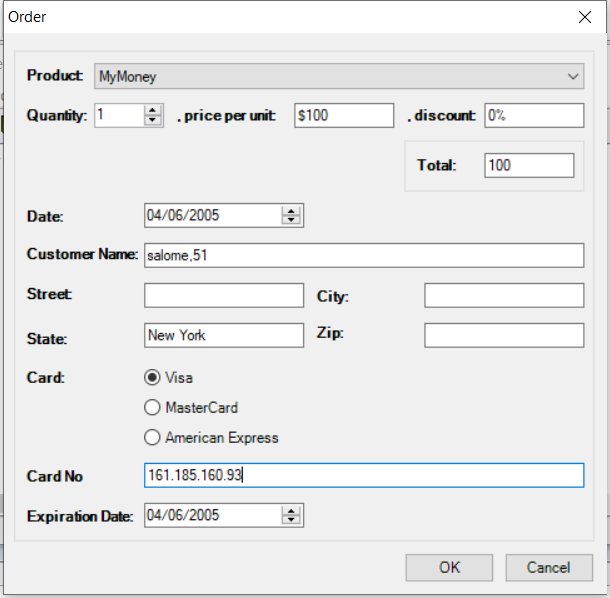 Order
Product: MyMoney
Quantity: 1 , price per unit: $100 , discount: 0%
Total: 100
Date: 04/06/2005
Customer Name: salome,51
Street: City:
State: New York Zip:
Card: Visa
MasterCard
American Express
Card No 161.185.160.93
Expiration Date: 04/06/2005
OK Cancel